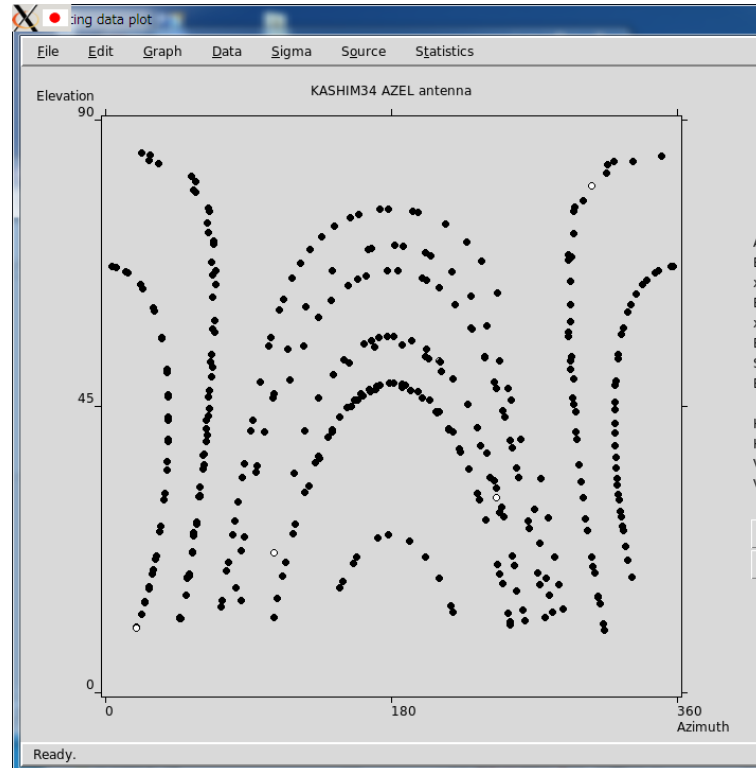 ting data plot
File Edit Graph Data Sigma Source Statistics
KASHIM34 AZEL antenna
Elevation
90
45
0
0 180 360
Azimuth
Ready.